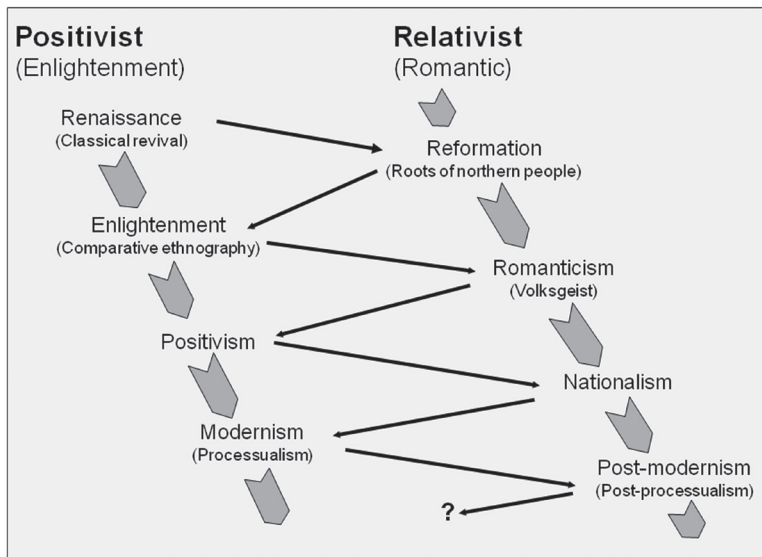 Positivist
(Enlightenment)
Relativist
(Romantic)
Renaissance
(Classical revival)
Reformation
(Roots of northern people)
Enlightenment
(Comparative ethnography)
Romanticism
(Volksgeist)
Positivism
Nationalism
Modernism
(Processualism)
Post-modernism
(Post-processualism)
?